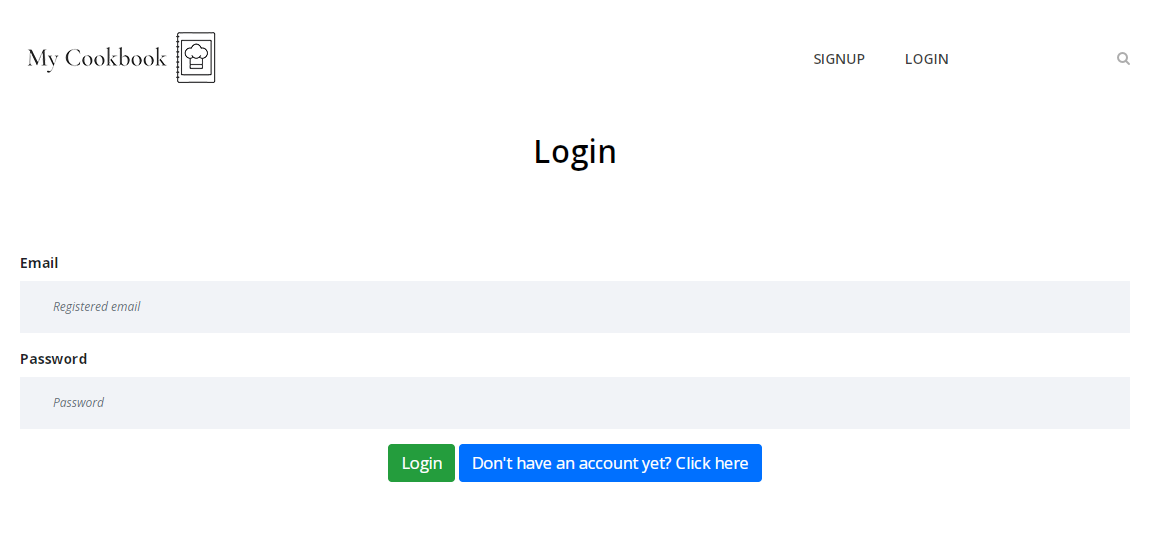 My Cookbook
SIGNUP LOGIN
Login
Email
Registered email
Password
Password
Login Don't have an account yet? Click here